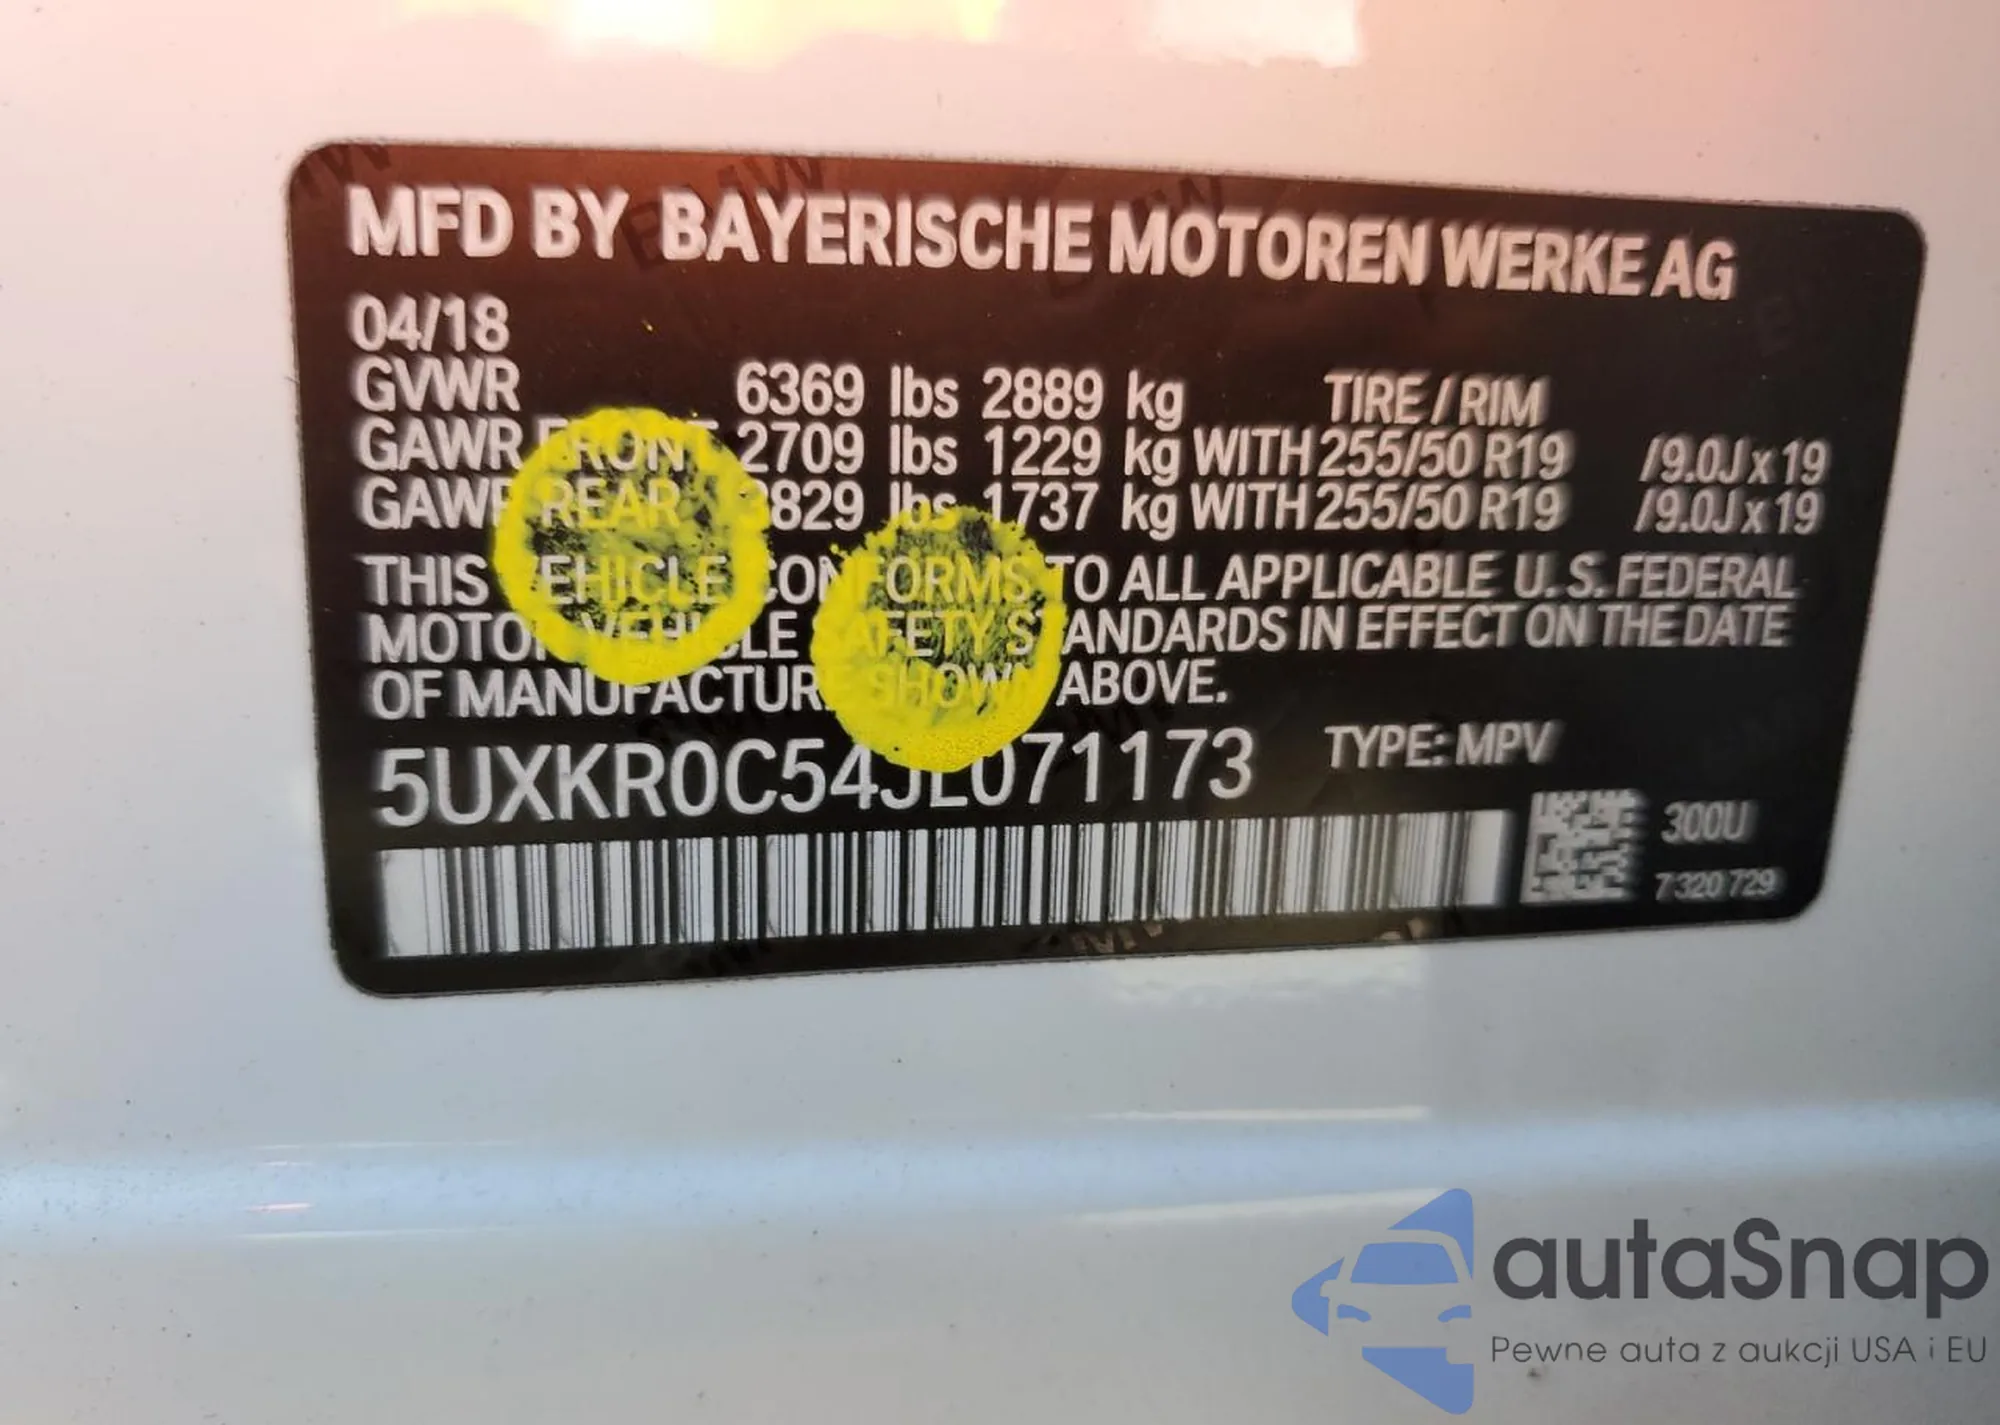 MFD BY BAYERISCHE MOTOREN WERKE AG
04/18
GVWR 6369 lbs 2889 kg TIRE / RIM
GAWR FRONT 2709 lbs 1229 kg WITH 255/50 R19 /9.0J x 19
GAWR REAR 3829 lbs 1737 kg WITH 255/50 R19 /9.0J x 19
THIS VEHICLE CONFORMS TO ALL APPLICABLE U.S. FEDERAL
MOTOR VEHICLE SAFETY STANDARDS IN EFFECT ON THE DATE
OF MANUFACTURE SHOWN ABOVE.
5UXKR0C54JL071173 TYPE: MPV
300U
7 320 729
autaSnap
Pewne auta z aukcji USA i EU